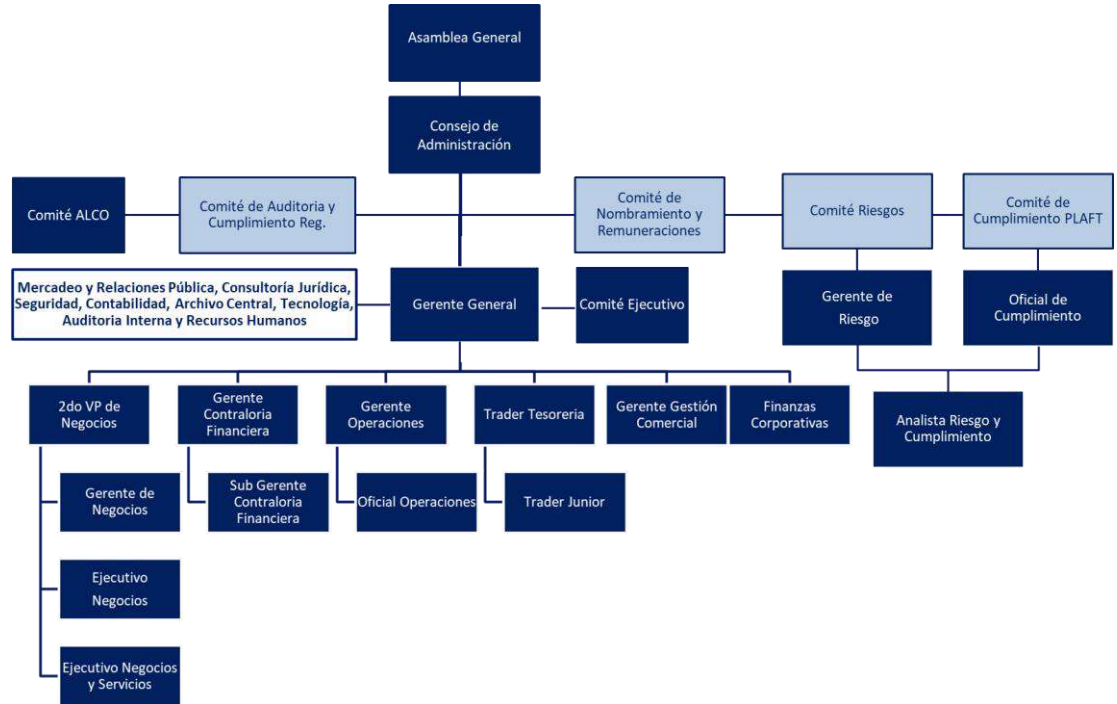 Asamblea General
Consejo de
Administración
Comité ALCO
Comité de Auditoria y
Cumplimiento Reg.
Comité de
Nombramiento y
Remuneraciones
Comité Riesgos
Comité de
Cumplimiento PLAFT
Mercadeo y Relaciones Pública, Consultoría Jurídica,
Seguridad, Contabilidad, Archivo Central, Tecnología,
Auditoria Interna y Recursos Humanos
Gerente General
Comité Ejecutivo
Gerente de
Riesgo
Oficial de
Cumplimiento
2do VP de
Negocios
Gerente
Contraloria
Financiera
Gerente
Operaciones
Trader Tesoreria
Gerente Gestión
Comercial
Finanzas
Corporativas
Analista Riesgo y
Cumplimiento
Gerente de
Negocios
Sub Gerente
Contraloria
Financiera
Oficial Operaciones
Trader Junior
Ejecutivo
Negocios
Ejecutivo Negocios
y Servicios